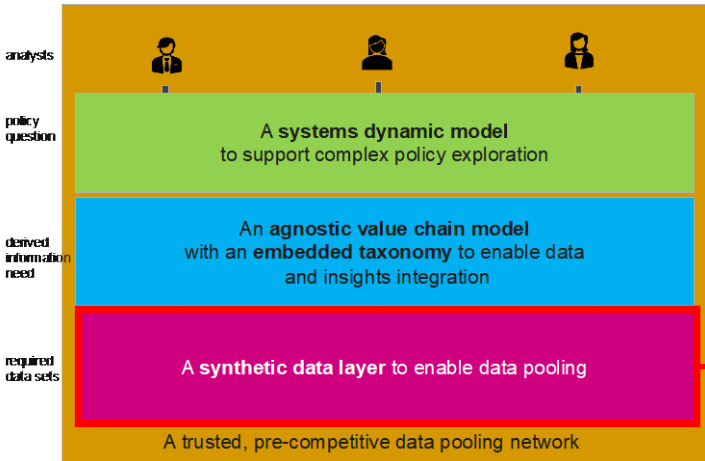 analysts
policy
question
A systems dynamic model
to support complex policy exploration
derived
information
need
An agnostic value chain model
with an embedded taxonomy to enable data
and insights integration
required
data sets
A synthetic data layer to enable data pooling
A trusted, pre-competitive data pooling network